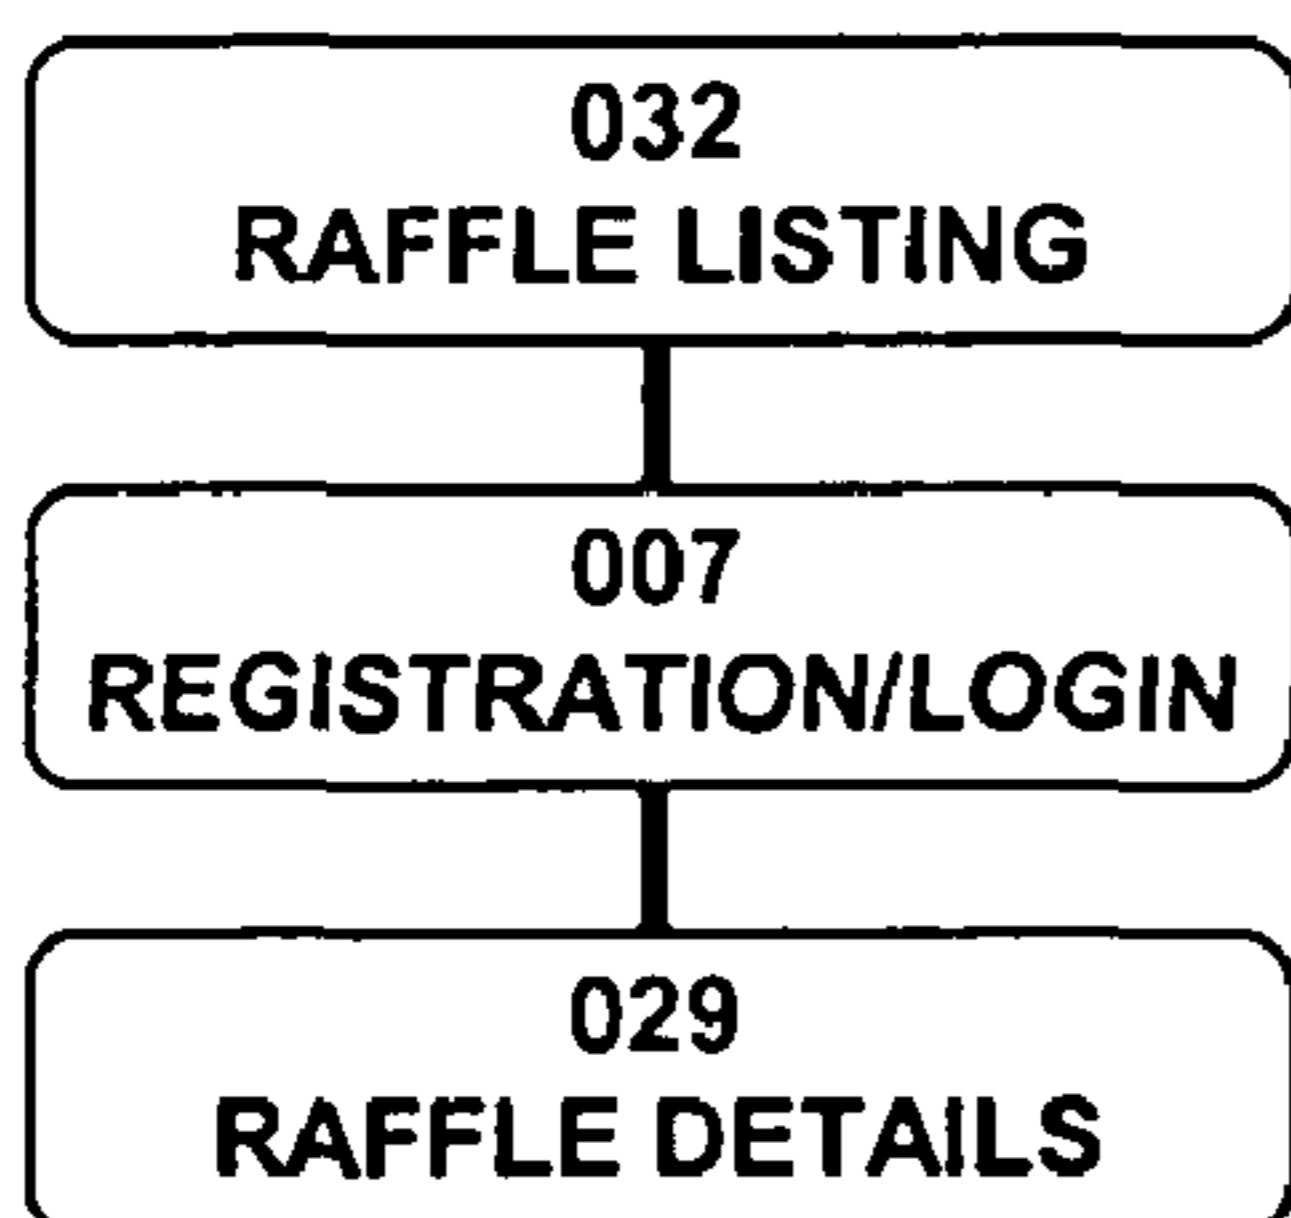 032
RAFFLE LISTING
007
REGISTRATION/LOGIN
029
RAFFLE DETAILS